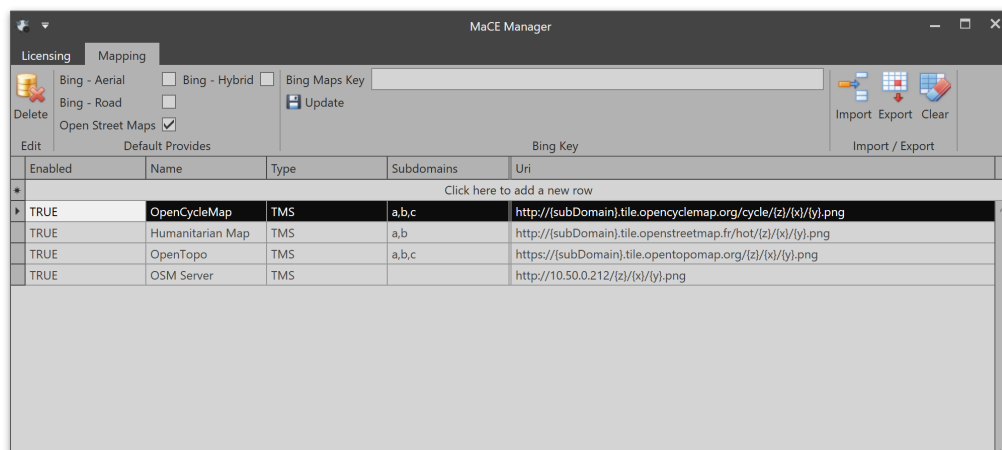 MaCE Manager
Licensing Mapping
Bing - Aerial Bing - Hybrid Bing Maps Key
Bing - Road Update
Delete Import Export Clear
Open Street Maps
Edit Default Provides Bing Key Import / Export
Enabled Name Type Subdomains Uri
Click here to add a new row
TRUE OpenCycleMap TMS a,b,c http://{subDomain}.tile.opencyclemap.org/cycle/{z}/{x}/{y}.png
TRUE Humanitarian Map TMS a,b http://{subDomain}.tile.openstreetmap.fr/hot/{z}/{x}/{y}.png
TRUE OpenTopo TMS a,b,c https://{subDomain}.tile.opentopomap.org/{z}/{x}/{y}.png
TRUE OSM Server TMS http://10.50.0.212/{z}/{x}/{y}.png